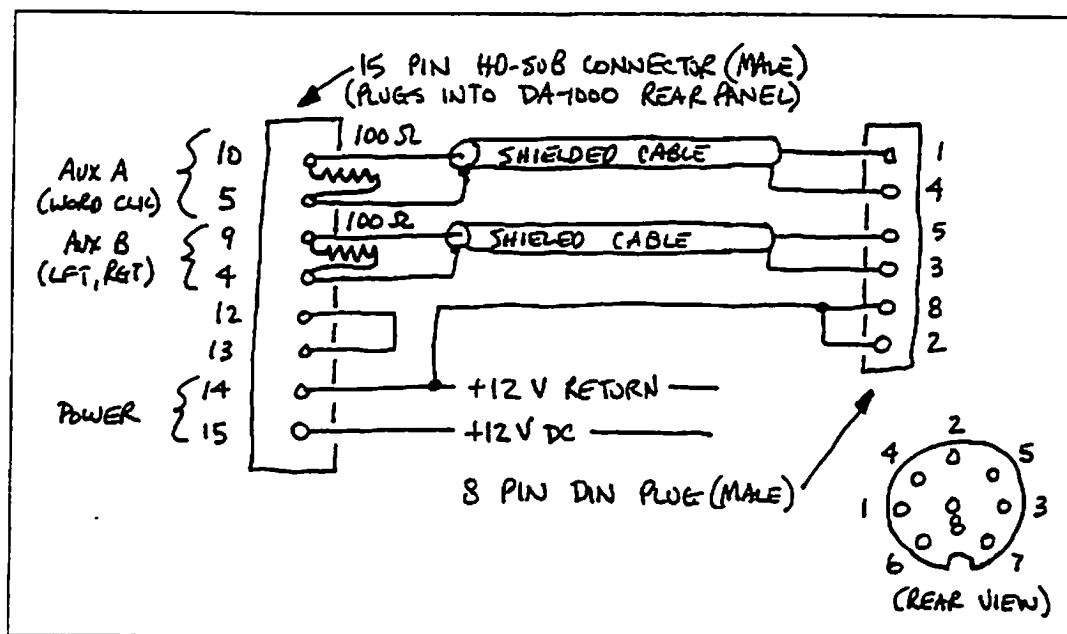 15 PIN HD-SUB CONNECTOR (MALE)
(PLUGS INTO DA-1000 REAR PANEL)
AUX A
(WORD CLK)
10
5
100 Ω
SHIELDED CABLE
1
4
AUX B
(LFT, RGT)
9
4
100 Ω
SHIELED CABLE
5
3
12
13
8
2
POWER
14
15
+12 V RETURN
+12 V DC
8 PIN DIN PLUG (MALE)
2
4
5
1
3
8
6
7
(REAR VIEW)